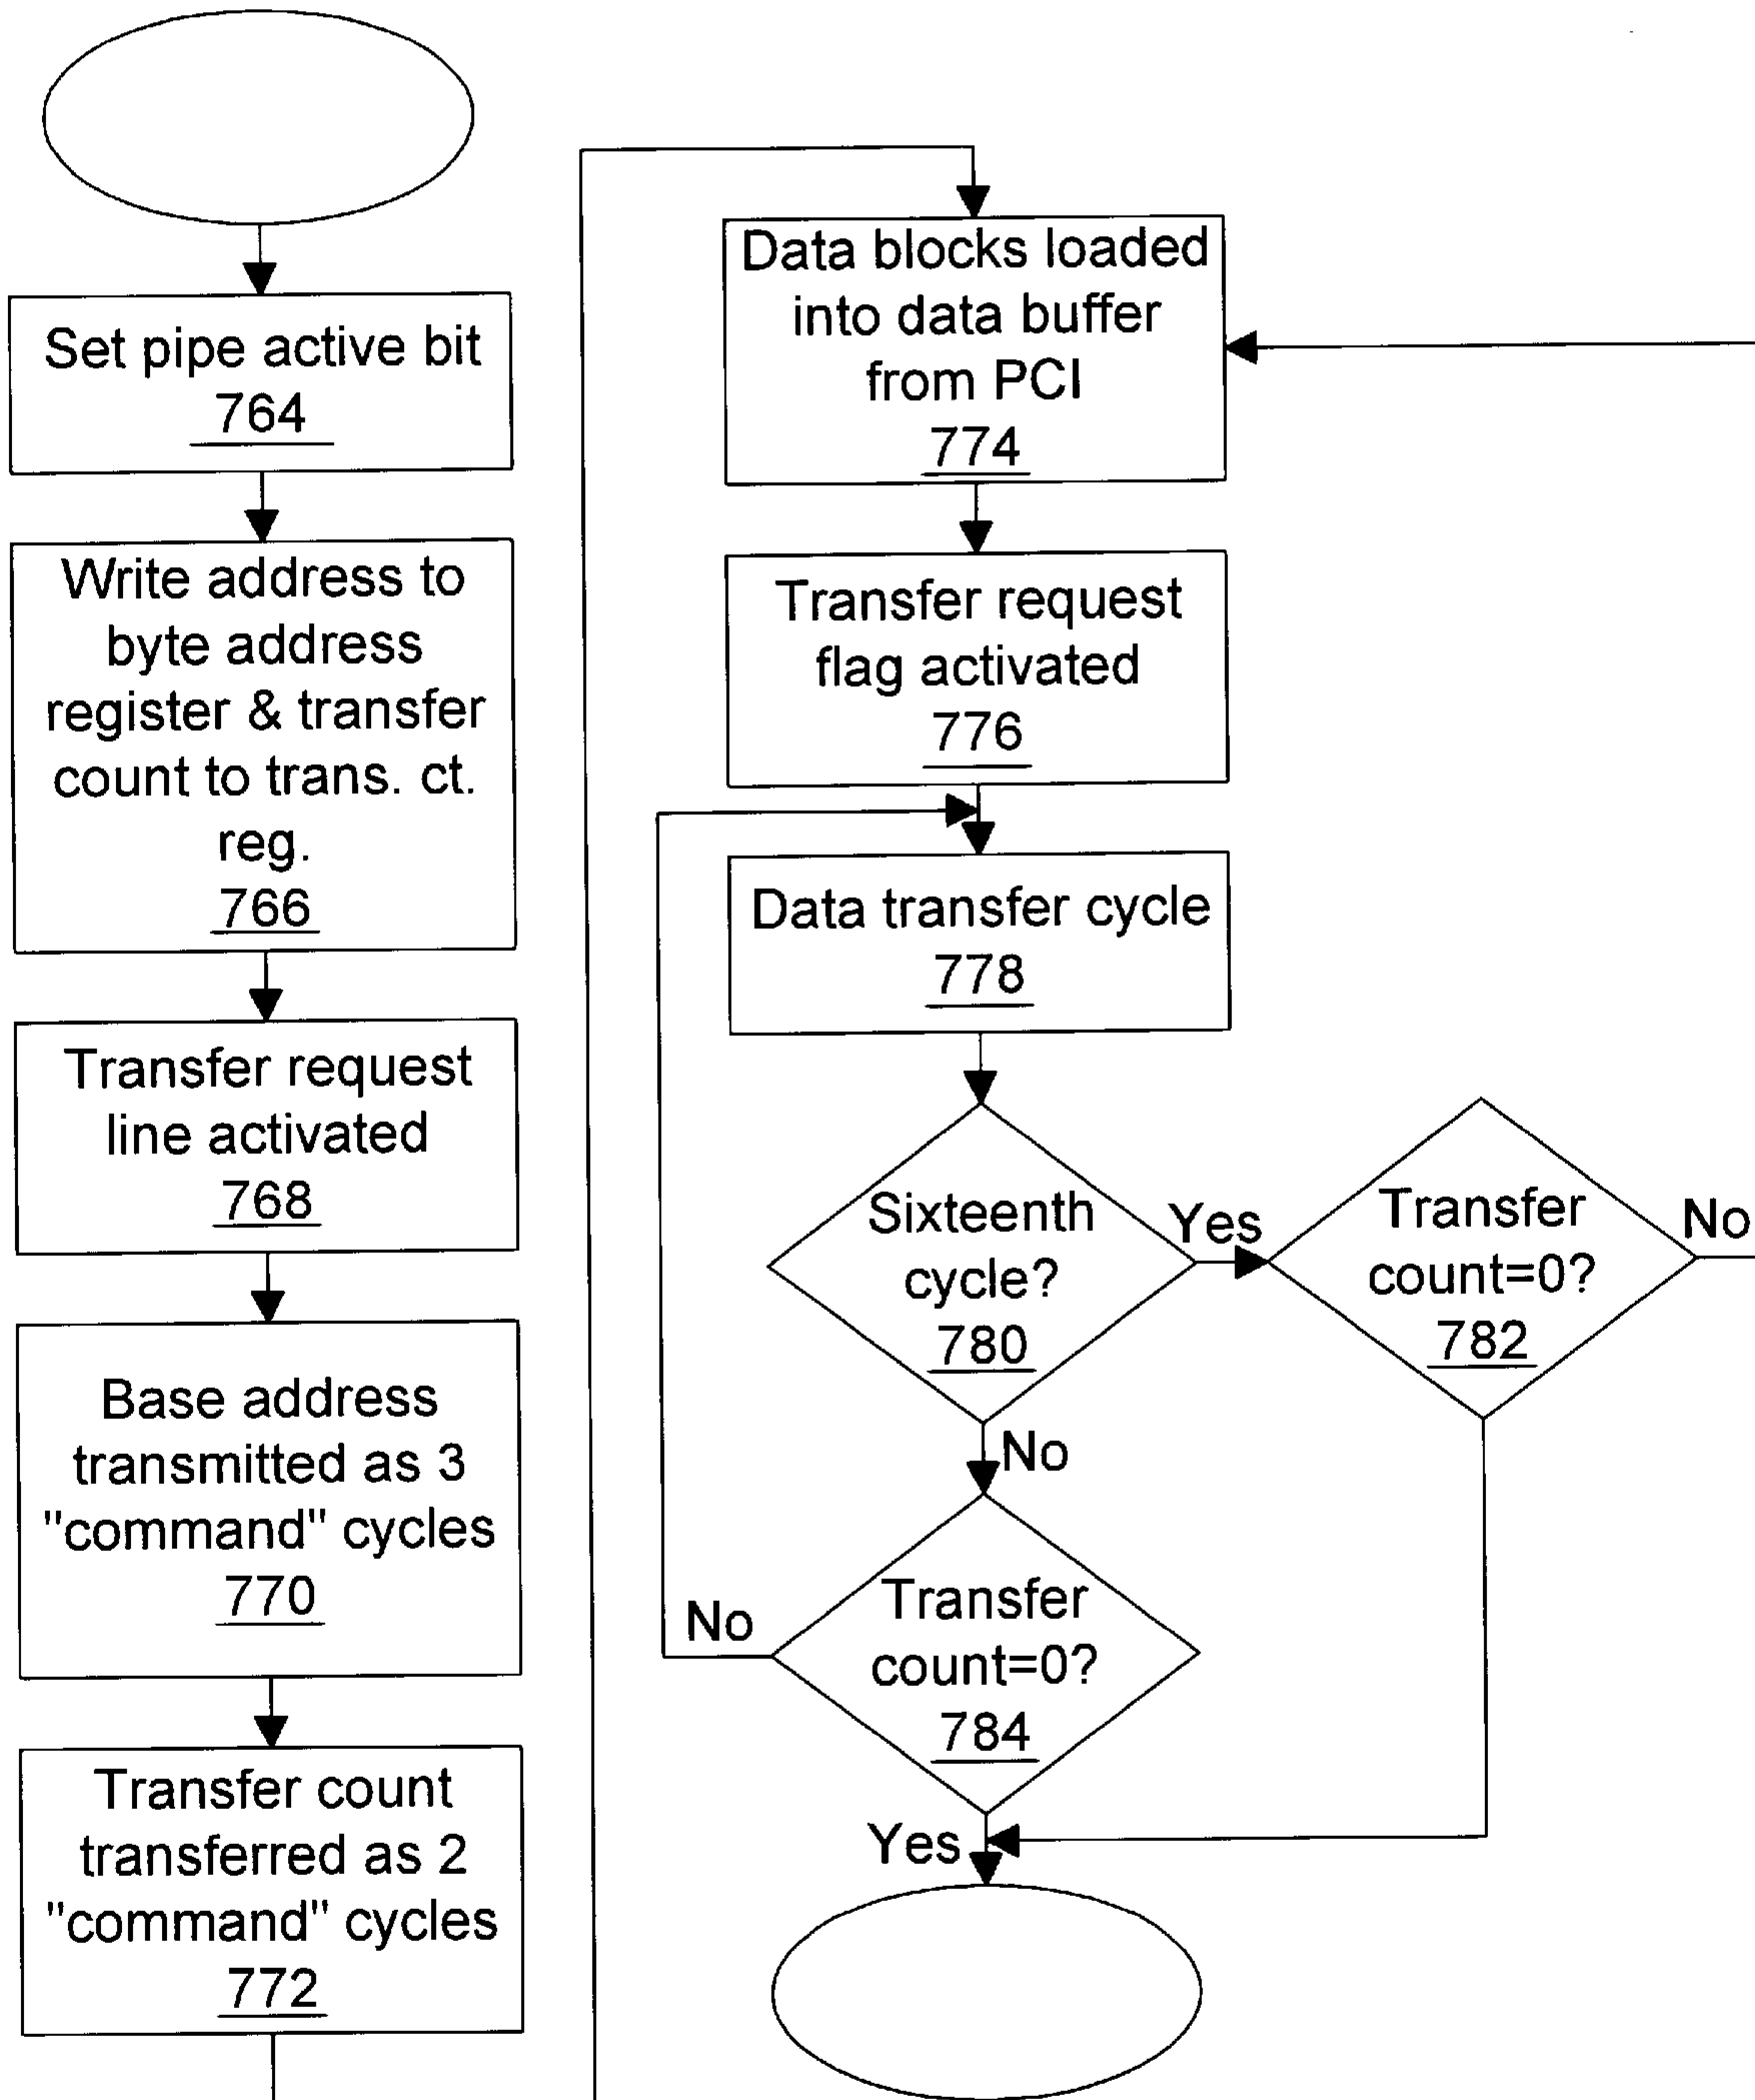 Set pipe active bit
764
Write address to
byte address
register & transfer
count to trans. ct.
reg.
766
Transfer request
line activated
768
Base address
transmitted as 3
"command" cycles
770
Transfer count
transferred as 2
"command" cycles
772
Data blocks loaded
into data buffer
from PCI
774
Transfer request
flag activated
776
Data transfer cycle
778
Sixteenth
cycle?
780
Yes
Transfer
count=0?
782
No
No
Transfer
count=0?
784
No
Yes